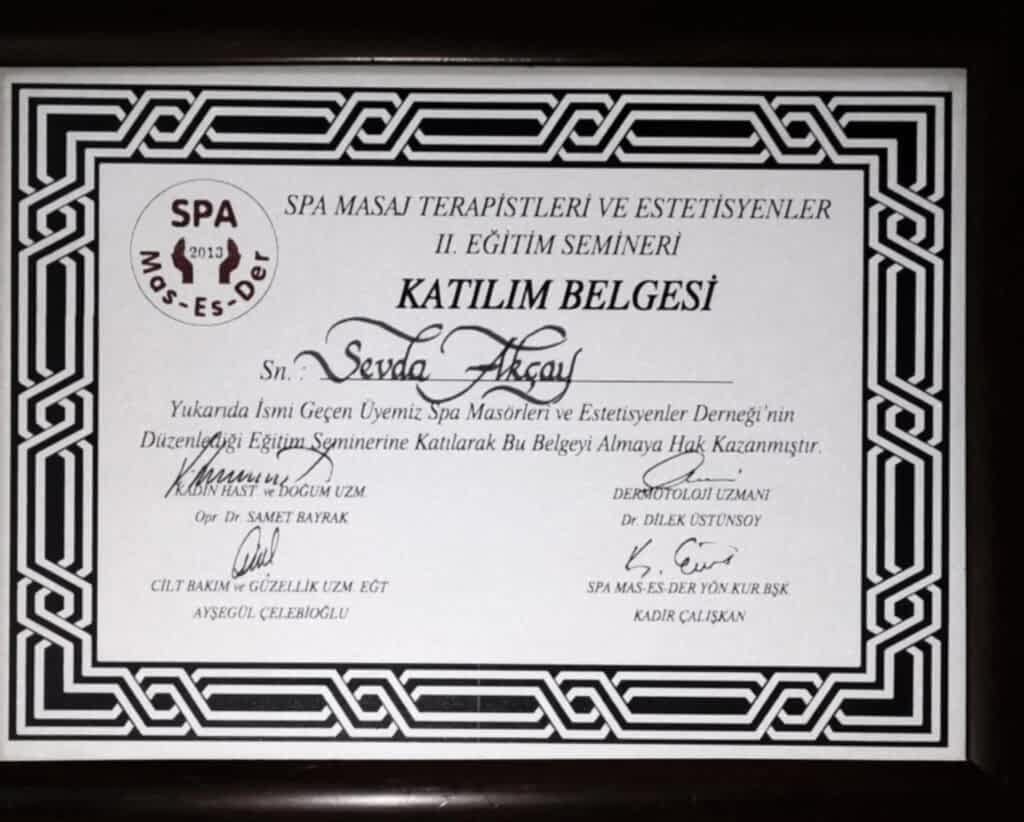 SPA
2013
Mas-Es-Der
SPA MASAJ TERAPİSTLERİ VE ESTETİSYENLER
II. EĞİTİM SEMİNERİ
KATILIM BELGESİ
Sn. : Sevda Akçay
Yukarıda İsmi Geçen Üyemiz Spa Masörleri ve Estetisyenler Derneği'nin
Düzenlediği Eğitim Seminerine Katılarak Bu Belgeyi Almaya Hak Kazanmıştır.
KADIN HAST. ve DOĞUM UZM.
Opr Dr. SAMET BAYRAK
DERMOTOLOJİ UZMANI
Dr. DİLEK ÜSTÜNSOY
CİLT BAKIM ve GÜZELLİK UZM. EĞT
AYŞEGÜL ÇELEBİOĞLU
SPA MAS-ES-DER YÖN.KUR.BŞK
KADİR ÇALIŞKAN